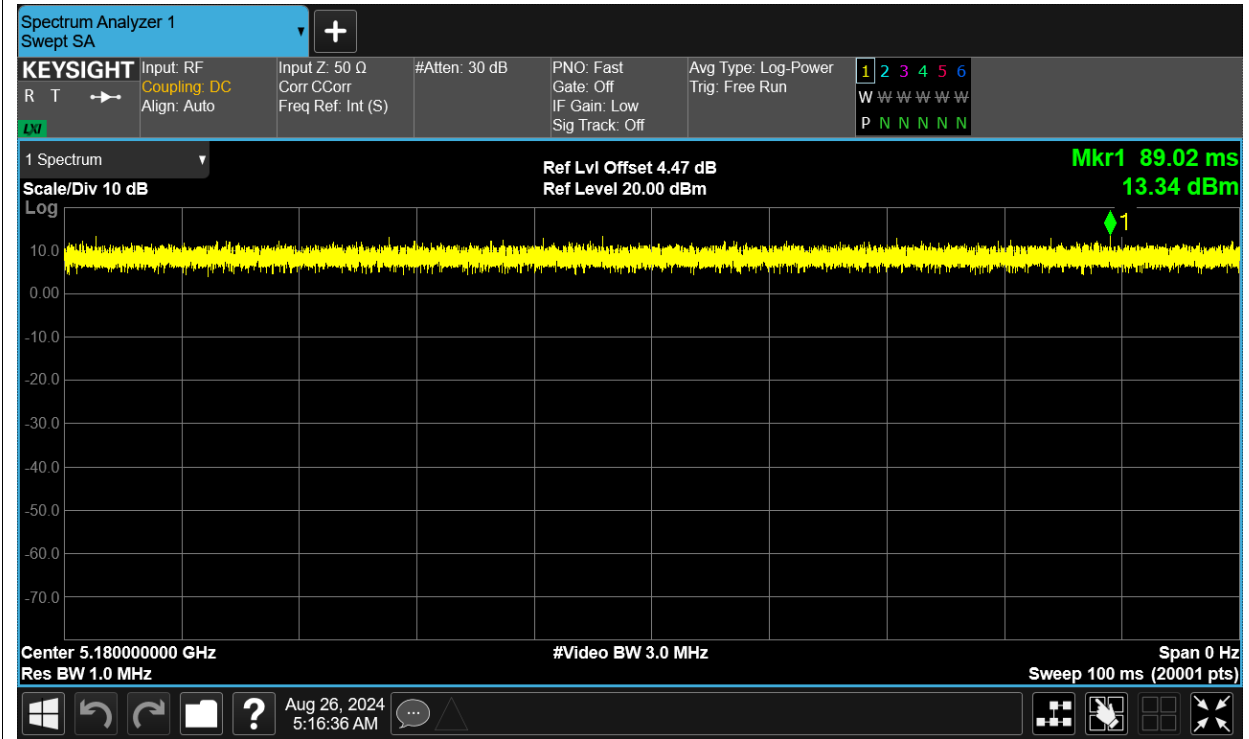 Spectrum Analyzer 1
Swept SA
KEYSIGHT
R T
LXI
Input: RF
Coupling: DC
Align: Auto
Input Z: 50 Ω
Corr CCorr
Freq Ref: Int (S)
#Atten: 30 dB
PNO: Fast
Gate: Off
IF Gain: Low
Sig Track: Off
Avg Type: Log-Power
Trig: Free Run
1 2 3 4 5 6
W W W W W W
P N N N N N
1 Spectrum
Scale/Div 10 dB
Log
Ref Lvl Offset 4.47 dB
Ref Level 20.00 dBm
Mkr1 89.02 ms
13.34 dBm
1
10.0
0.00
-10.0
-20.0
-30.0
-40.0
-50.0
-60.0
-70.0
Center 5.180000000 GHz
Res BW 1.0 MHz
#Video BW 3.0 MHz
Span 0 Hz
Sweep 100 ms (20001 pts)
?
Aug 26, 2024
5:16:36 AM